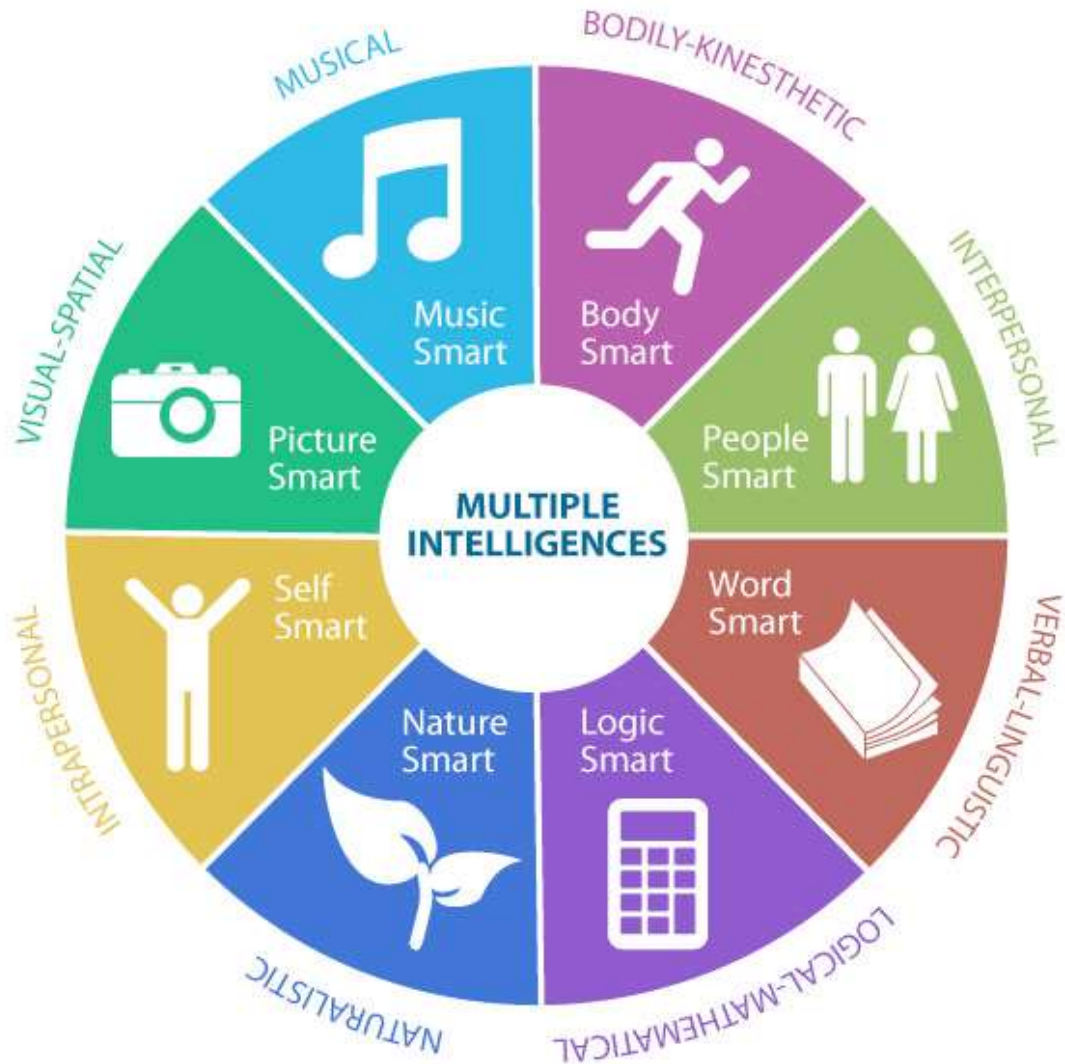 MUSICAL
BODILY-KINESTHETIC
Music
Smart
Body
Smart
VISUAL-SPATIAL
INTERPERSONAL
Picture
Smart
People
Smart
MULTIPLE
INTELLIGENCES
Self
Smart
Word
Smart
INTRAPERSONAL
VERBAL-LINGUISTIC
Nature
Smart
Logic
Smart
NATURALISTIC
LOGICAL-MATHEMATICAL